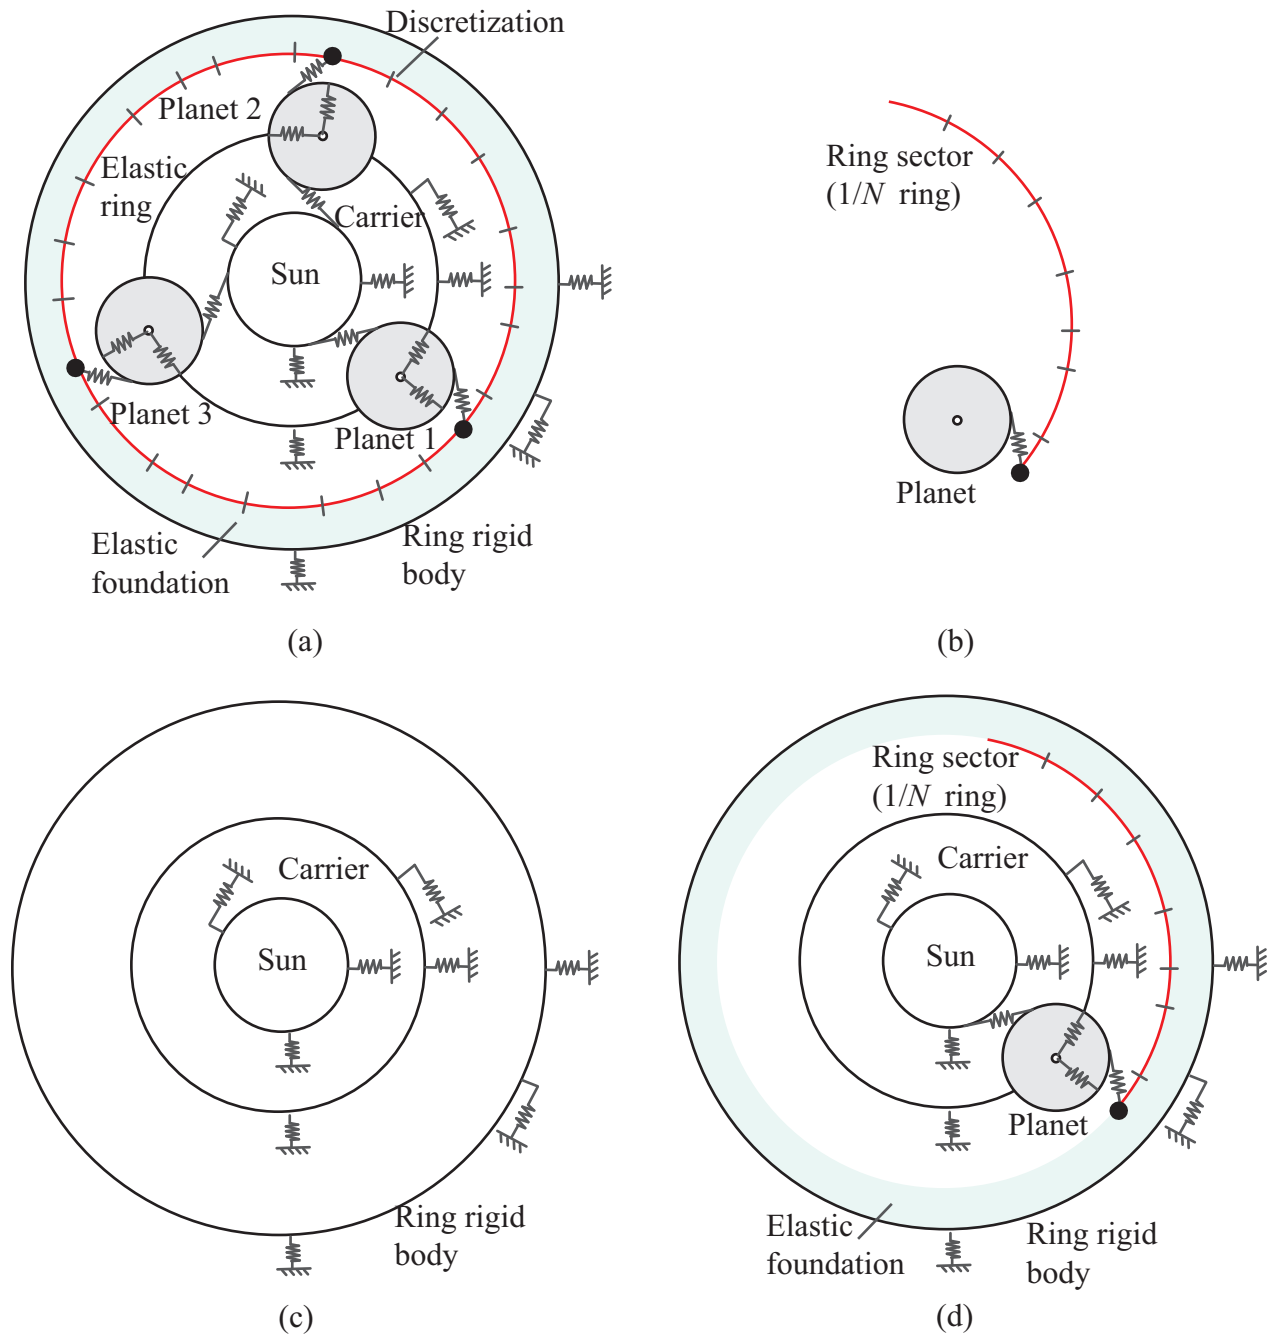 Discretization
Planet 2
Elastic
ring
Carrier
Sun
Planet 3
Planet 1
Elastic
foundation
Ring rigid
body
(a)
Ring sector
(1/N ring)
Planet
(b)
Carrier
Sun
Ring rigid
body
(c)
Ring sector
(1/N ring)
Carrier
Sun
Planet
Elastic
foundation
Ring rigid
body
(d)